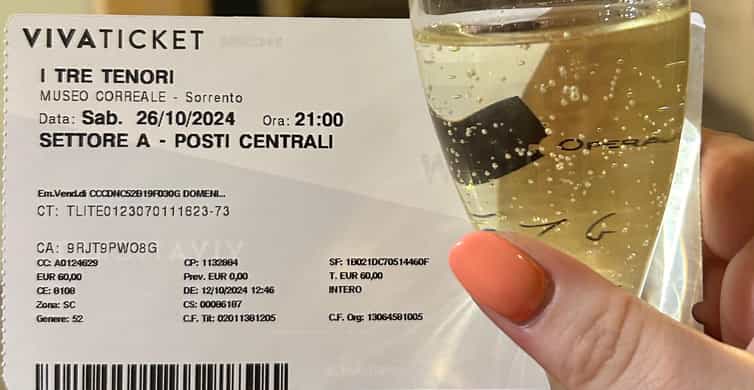 VIVATICKET
I TRE TENORI
MUSEO CORREALE - Sorrento
Data: Sab. 26/10/2024 Ora: 21:00
SETTORE A - POSTI CENTRALI
Em.Vend.di CCCDNC52B19F030G DOMENI...
CT: TLITE0123070111623-73
CA: 9RJT9PWO8G
CC: A0124629 CP: 1132884 SF: 1B021DC70514460F
EUR 60,00 Prev. EUR 0,00 T. EUR 60,00
CE: 8108 DE: 12/10/2024 12:46 INTERO
Zona: SC CS: 00086187
Genere: 52 C.F. Tit: 02011381205 C.F. Org: 13064581005